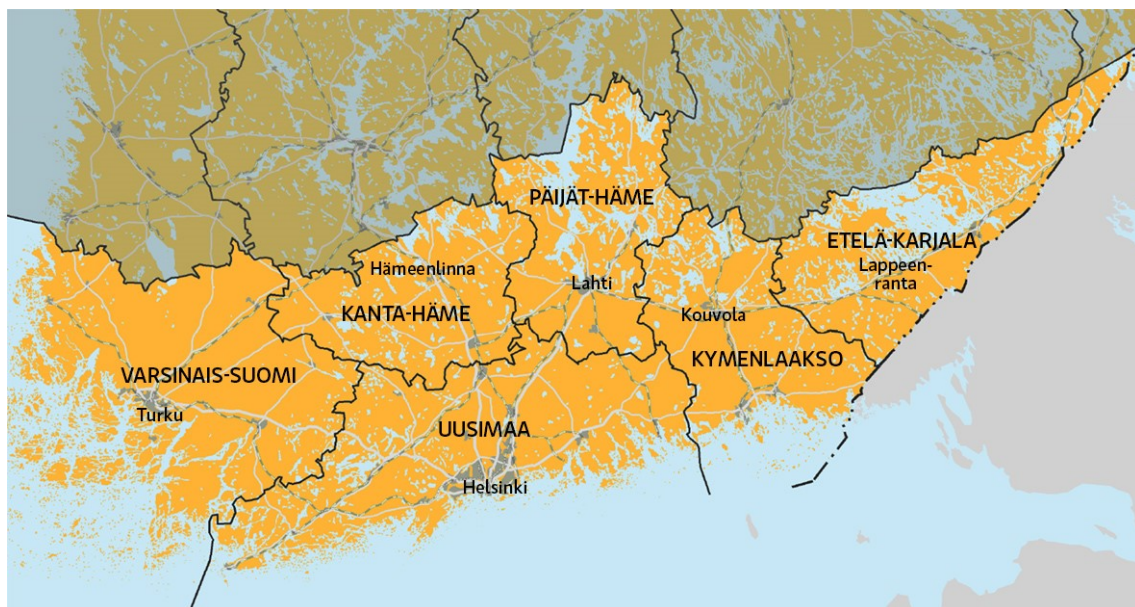 PÄIJÄT-HÄME
ETELÄ-KARJALA
Lappeen-
ranta
Hämeenlinna
Lahti
KANTA-HÄME
Kouvola
KYMENLAAKSO
VARSINAIS-SUOMI
Turku
UUSIMAA
Helsinki